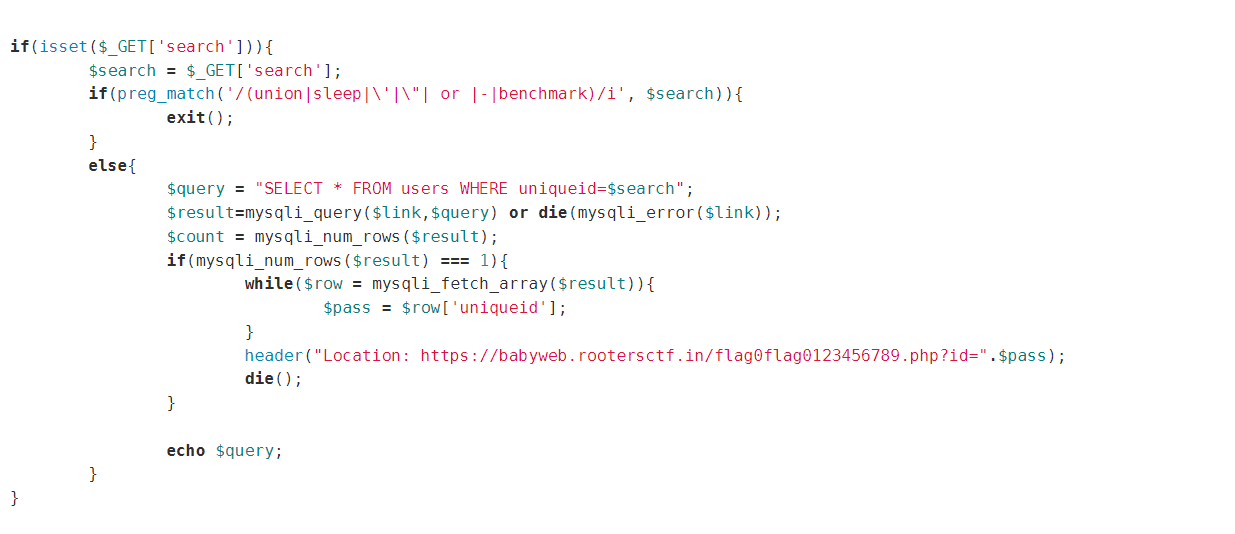 if(isset($_GET['search'])){
$search = $_GET['search'];
if(preg_match('/(union|sleep|\'|\"| or |-|benchmark)/i', $search)){
exit();
}
else{
$query = "SELECT * FROM users WHERE uniqueid=$search";
$result=mysqli_query($link,$query) or die(mysqli_error($link));
$count = mysqli_num_rows($result);
if(mysqli_num_rows($result) === 1){
while($row = mysqli_fetch_array($result)){
$pass = $row['uniqueid'];
}
header("Location: https://babyweb.rootersctf.in/flag0flag0123456789.php?id=".$pass);
die();
}
echo $query;
}
}